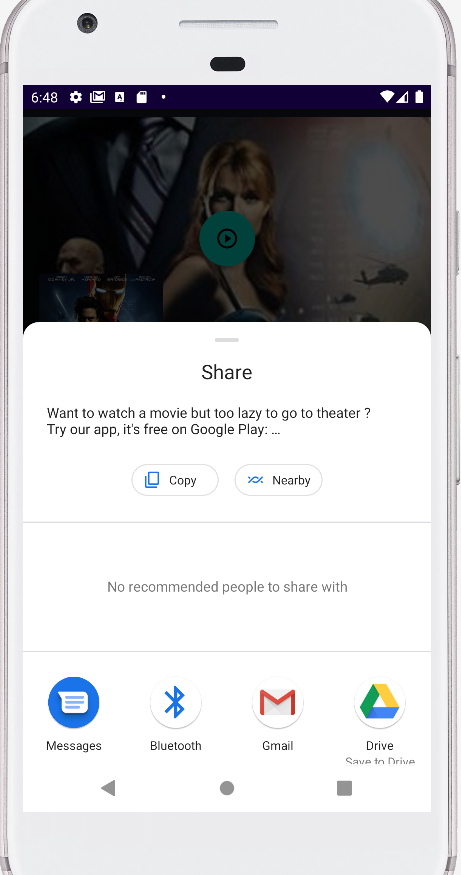 6:48
Share
Want to watch a movie but too lazy to go to theater ?
Try our app, it's free on Google Play: ...
Copy
Nearby
No recommended people to share with
Messages
Bluetooth
Gmail
Drive
Save to Drive